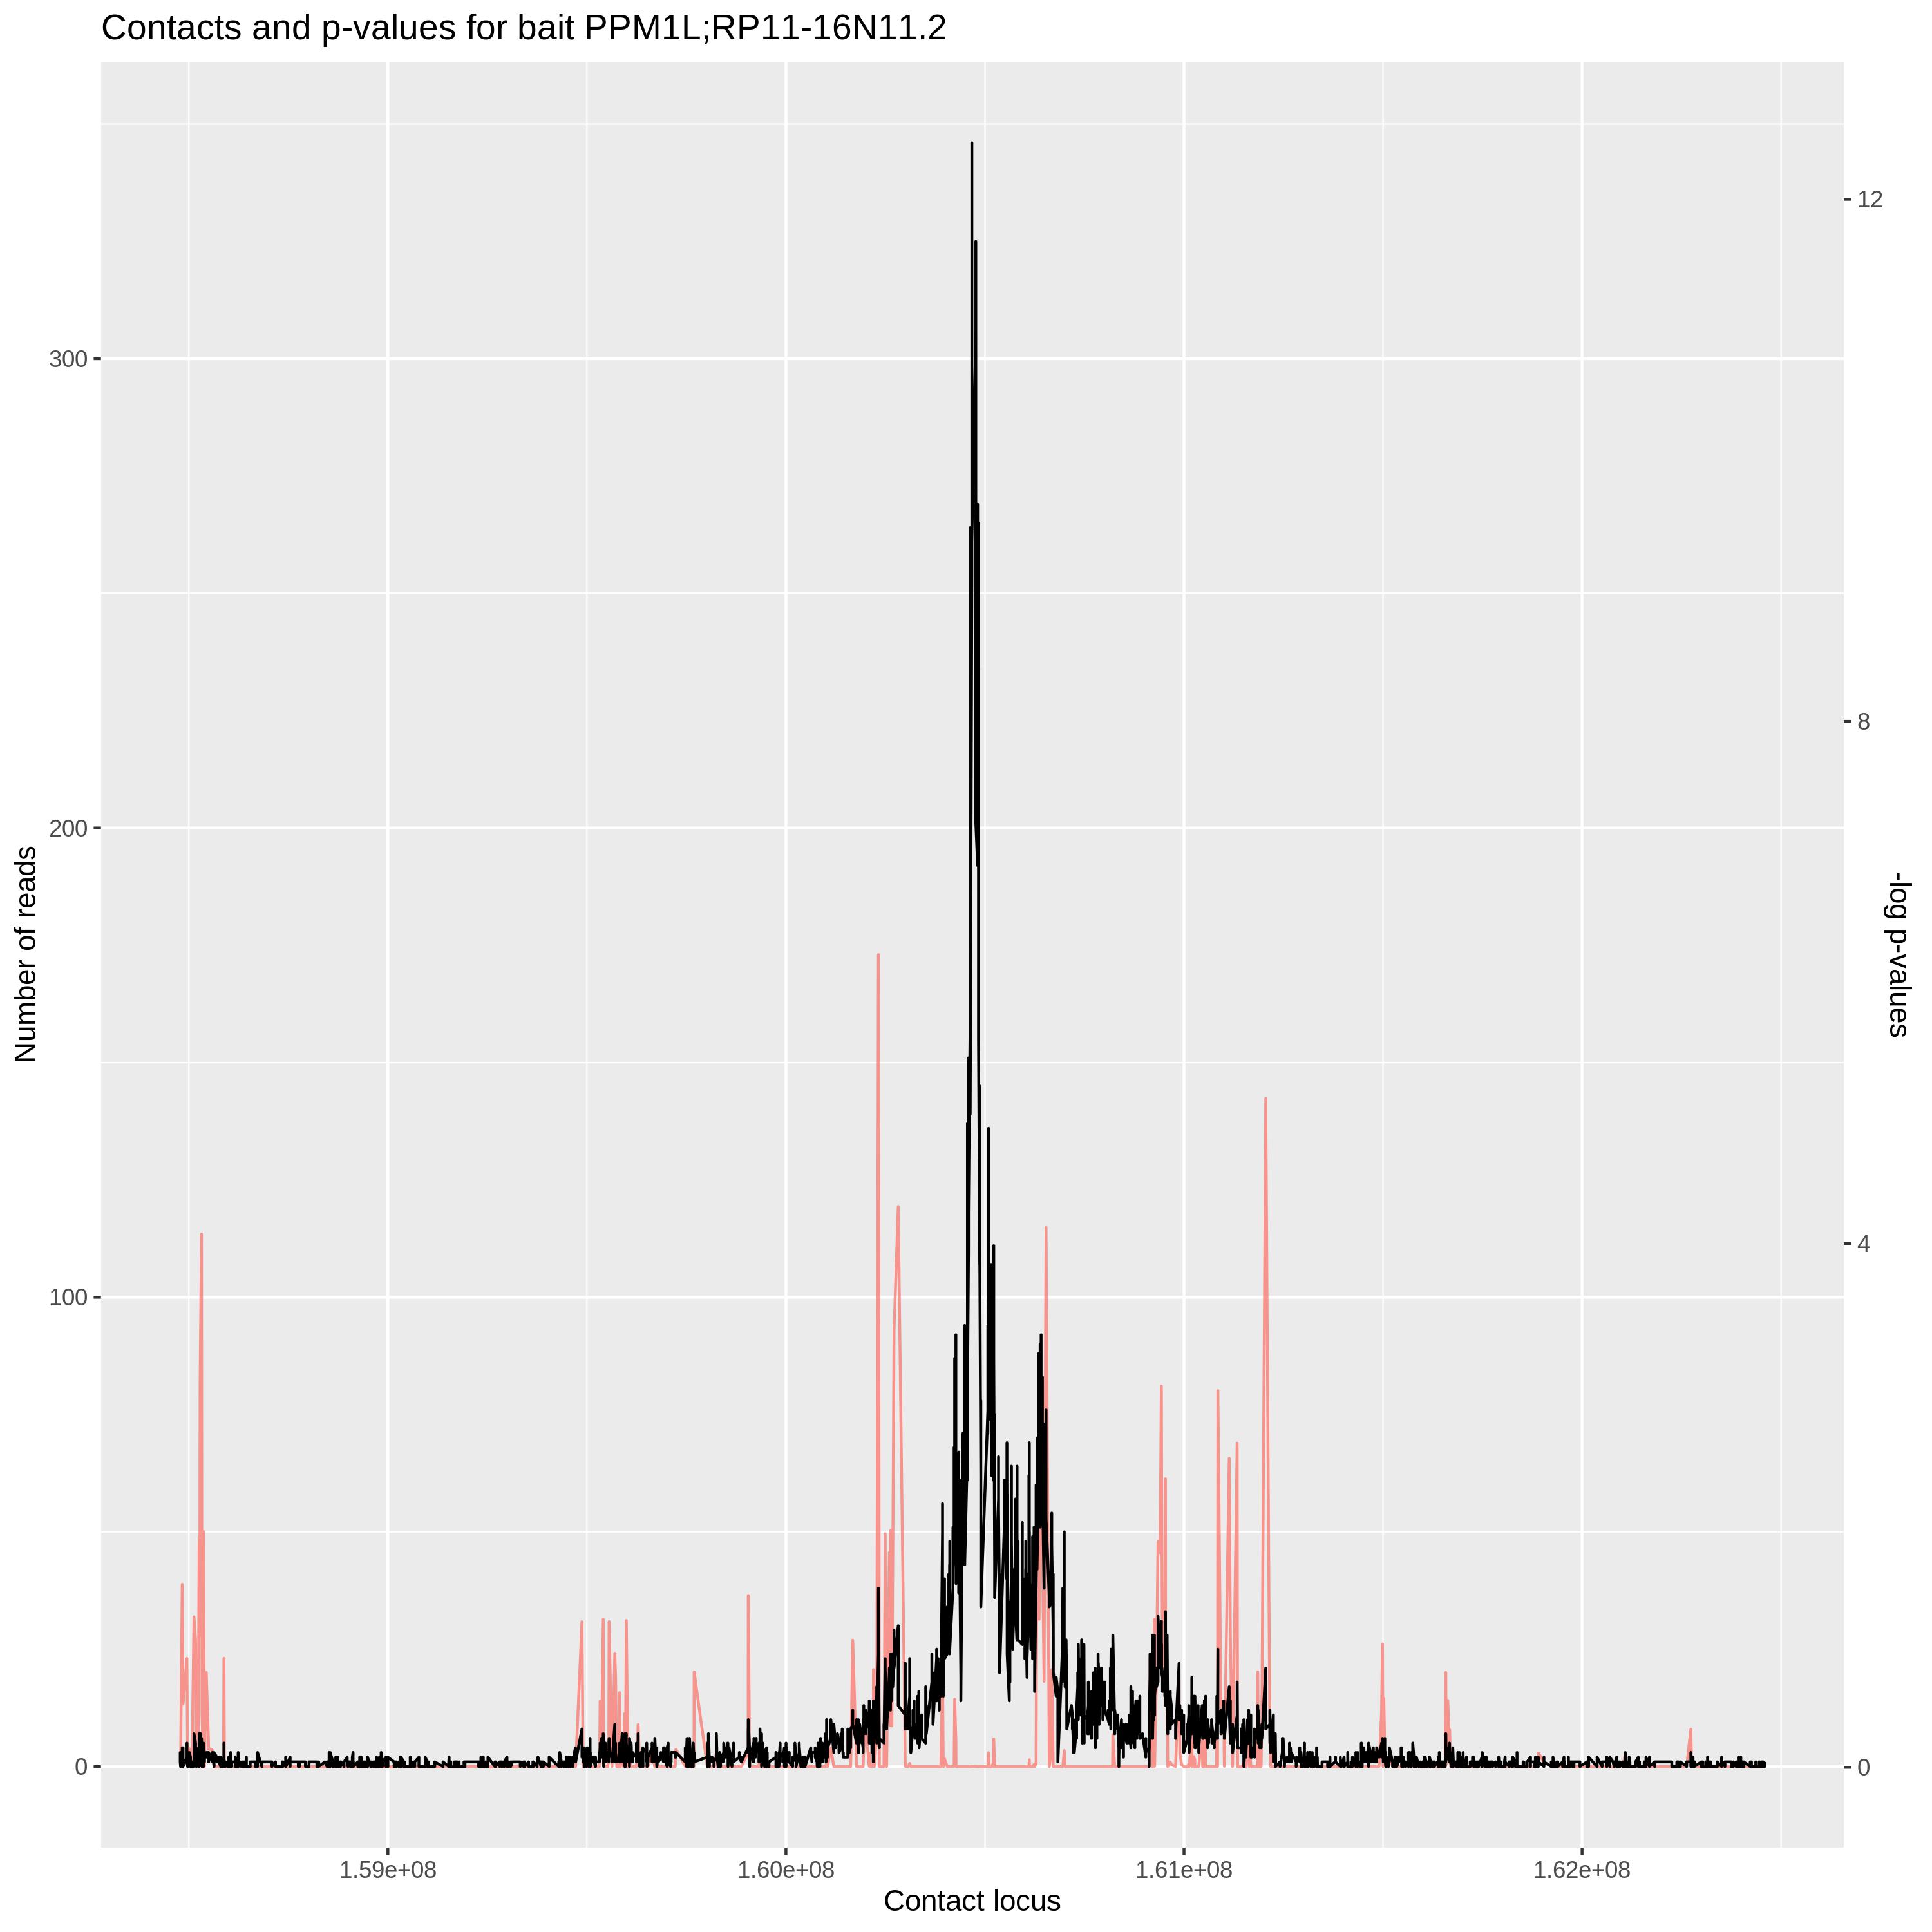 Contacts and p-values for bait PPM1L;RP11-16N11.2
Number of reads
300
200
100
0
12
8
4
0
-log p-values
1.59e+08
1.60e+08
1.61e+08
1.62e+08
Contact locus